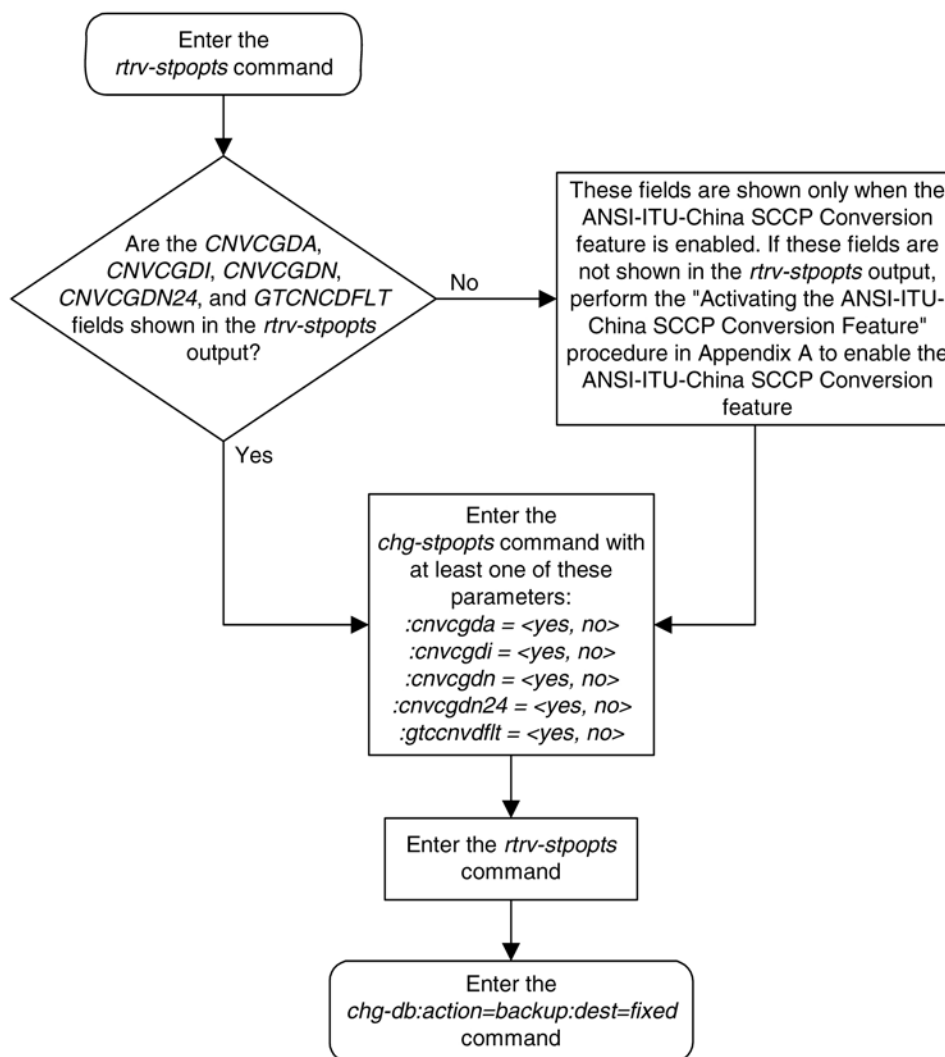 Enter the
rtrv-stpopts command
Are the CNVCGDA,
CNVCGDI, CNVCGDN,
CNVCGDN24, and GTCNCDFLT
fields shown in the rtrv-stpopts
output?
No
These fields are shown only when the
ANSI-ITU-China SCCP Conversion
feature is enabled. If these fields are
not shown in the rtrv-stpopts output,
perform the "Activating the ANSI-ITU-
China SCCP Conversion Feature"
procedure in Appendix A to enable the
ANSI-ITU-China SCCP Conversion
feature
Yes
Enter the
chg-stpopts command with
at least one of these
parameters:
:cnvcgda = <yes, no>
:cnvcgdi = <yes, no>
:cnvcgdn = <yes, no>
:cnvcgdn24 = <yes, no>
:gtccnvdflt = <yes, no>
Enter the rtrv-stpopts
command
Enter the
chg-db:action=backup:dest=fixed
command